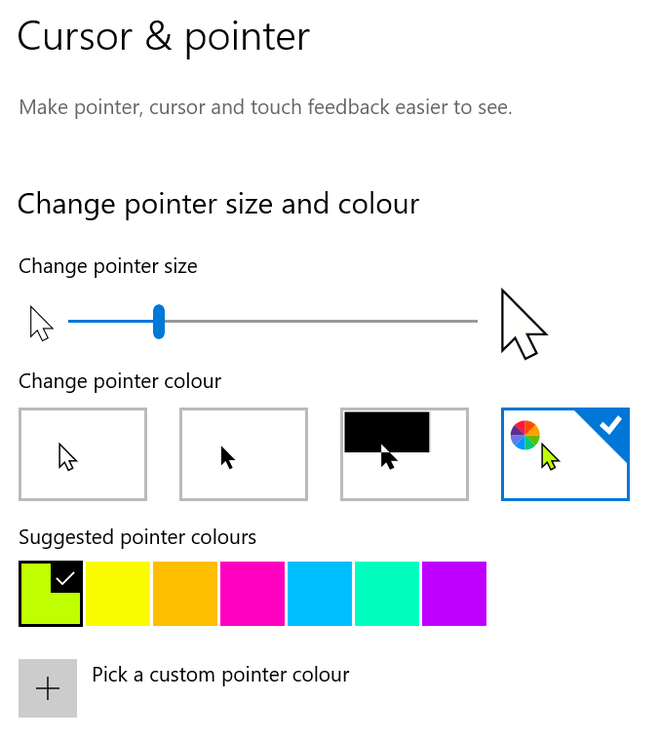 Cursor & pointer
Make pointer, cursor and touch feedback easier to see.
Change pointer size and colour
Change pointer size
Change pointer colour
Suggested pointer colours
Pick a custom pointer colour